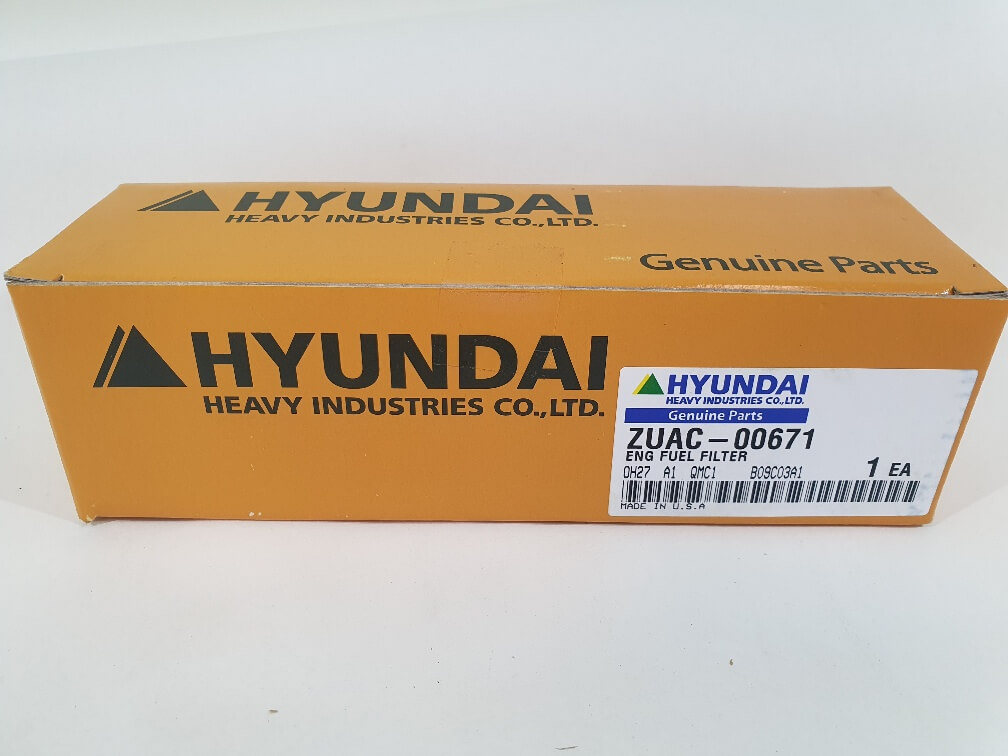 HYUNDAI
HEAVY INDUSTRIES CO.,LTD.
Genuine Parts
HYUNDAI
HEAVY INDUSTRIES CO.,LTD.
HYUNDAI
HEAVY INDUSTRIES CO.,LTD.
Genuine Parts
ZUAC-00671
ENG FUEL FILTER
OH27 A1 QMC1 B09C03A1 1 EA
MADE IN U.S.A